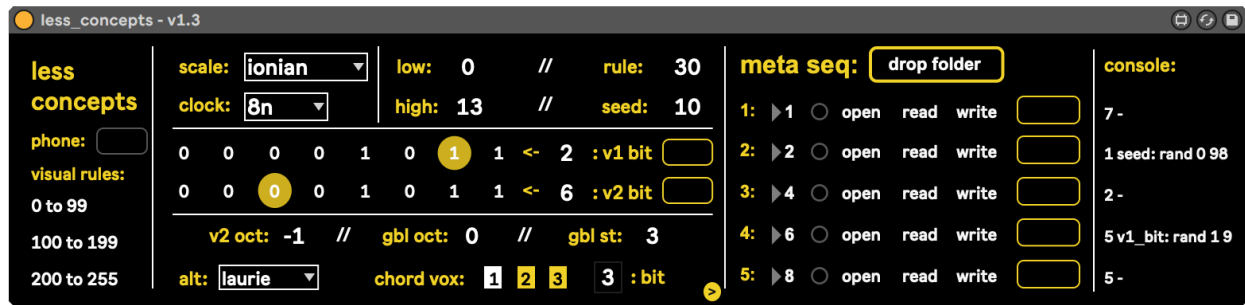 less_concepts - v1.3
less
concepts
phone:
visual rules:
0 to 99
100 to 199
200 to 255
scale: ionian
clock: 8n
low: 0 // rule: 30
high: 13 // seed: 10
0 0 0 0 1 0 1 1 <- 2 : v1 bit
0 0 0 0 1 0 1 1 <- 6 : v2 bit
v2 oct: -1 // gbl oct: 0 // gbl st: 3
alt: laurie chord vox: 1 2 3 3 : bit >
meta seq: drop folder
1: 1 open read write
2: 2 open read write
3: 4 open read write
4: 6 open read write
5: 8 open read write
console:
7 -
1 seed: rand 0 98
2 -
5 v1_bit: rand 1 9
5 -